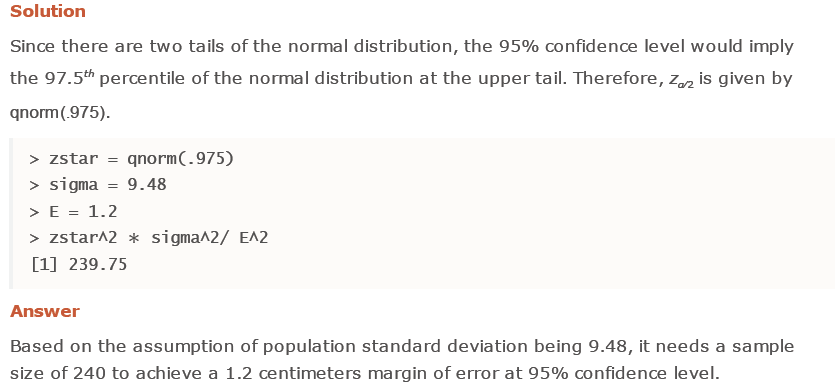 Solution
Since there are two tails of the normal distribution, the 95% confidence level would imply
the 97.5th percentile of the normal distribution at the upper tail. Therefore, zα/2 is given by
qnorm(.975).
> zstar = qnorm(.975)
> sigma = 9.48
> E = 1.2
> zstar^2 * sigma^2/ E^2
[1] 239.75
Answer
Based on the assumption of population standard deviation being 9.48, it needs a sample
size of 240 to achieve a 1.2 centimeters margin of error at 95% confidence level.